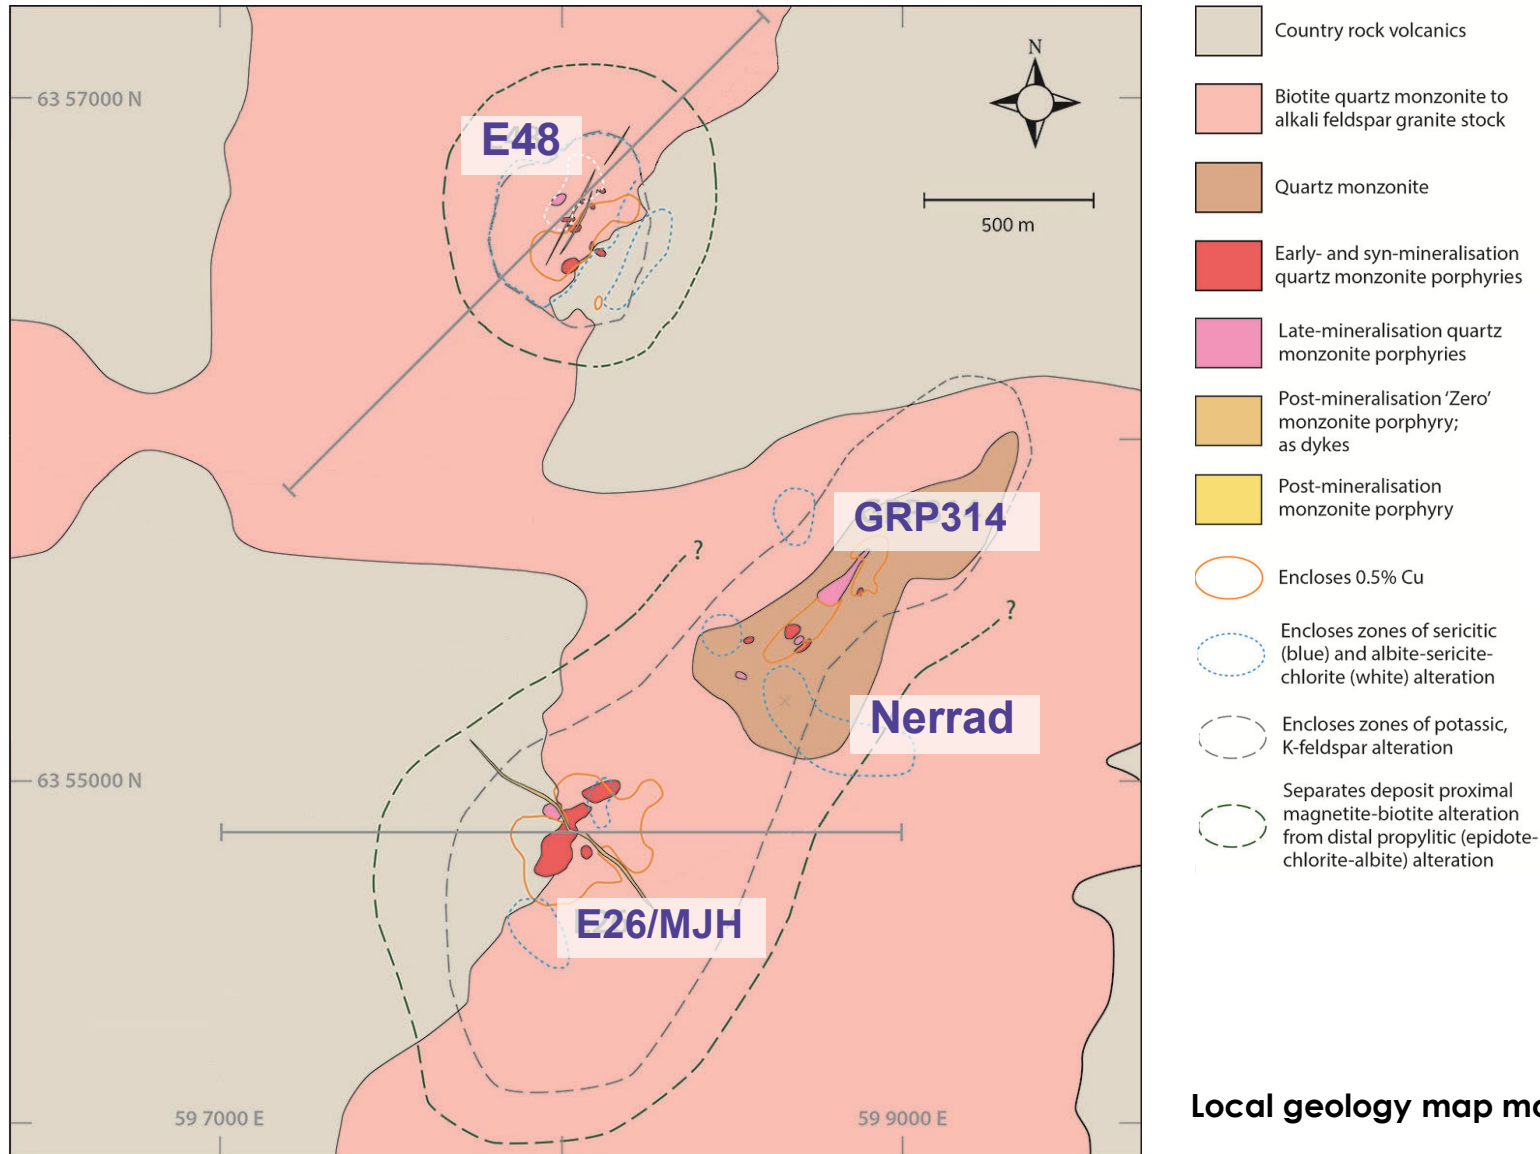 63 57000 N
E48
N
500 m
GRP314
?
?
Nerrad
63 55000 N
E26/MJH
59 7000 E
59 9000 E
Country rock volcanics
Biotite quartz monzonite to
alkali feldspar granite stock
Quartz monzonite
Early- and syn-mineralisation
quartz monzonite porphyries
Late-mineralisation quartz
monzonite porphyries
Post-mineralisation ‘Zero’
monzonite porphyry;
as dykes
Post-mineralisation
monzonite porphyry
Encloses 0.5% Cu
Encloses zones of sericitic
(blue) and albite-sericite-
chlorite (white) alteration
Encloses zones of potassic,
K-feldspar alteration
Separates deposit proximal
magnetite-biotite alteration
from distal propylitic (epidote-
chlorite-albite) alteration
Local geology map